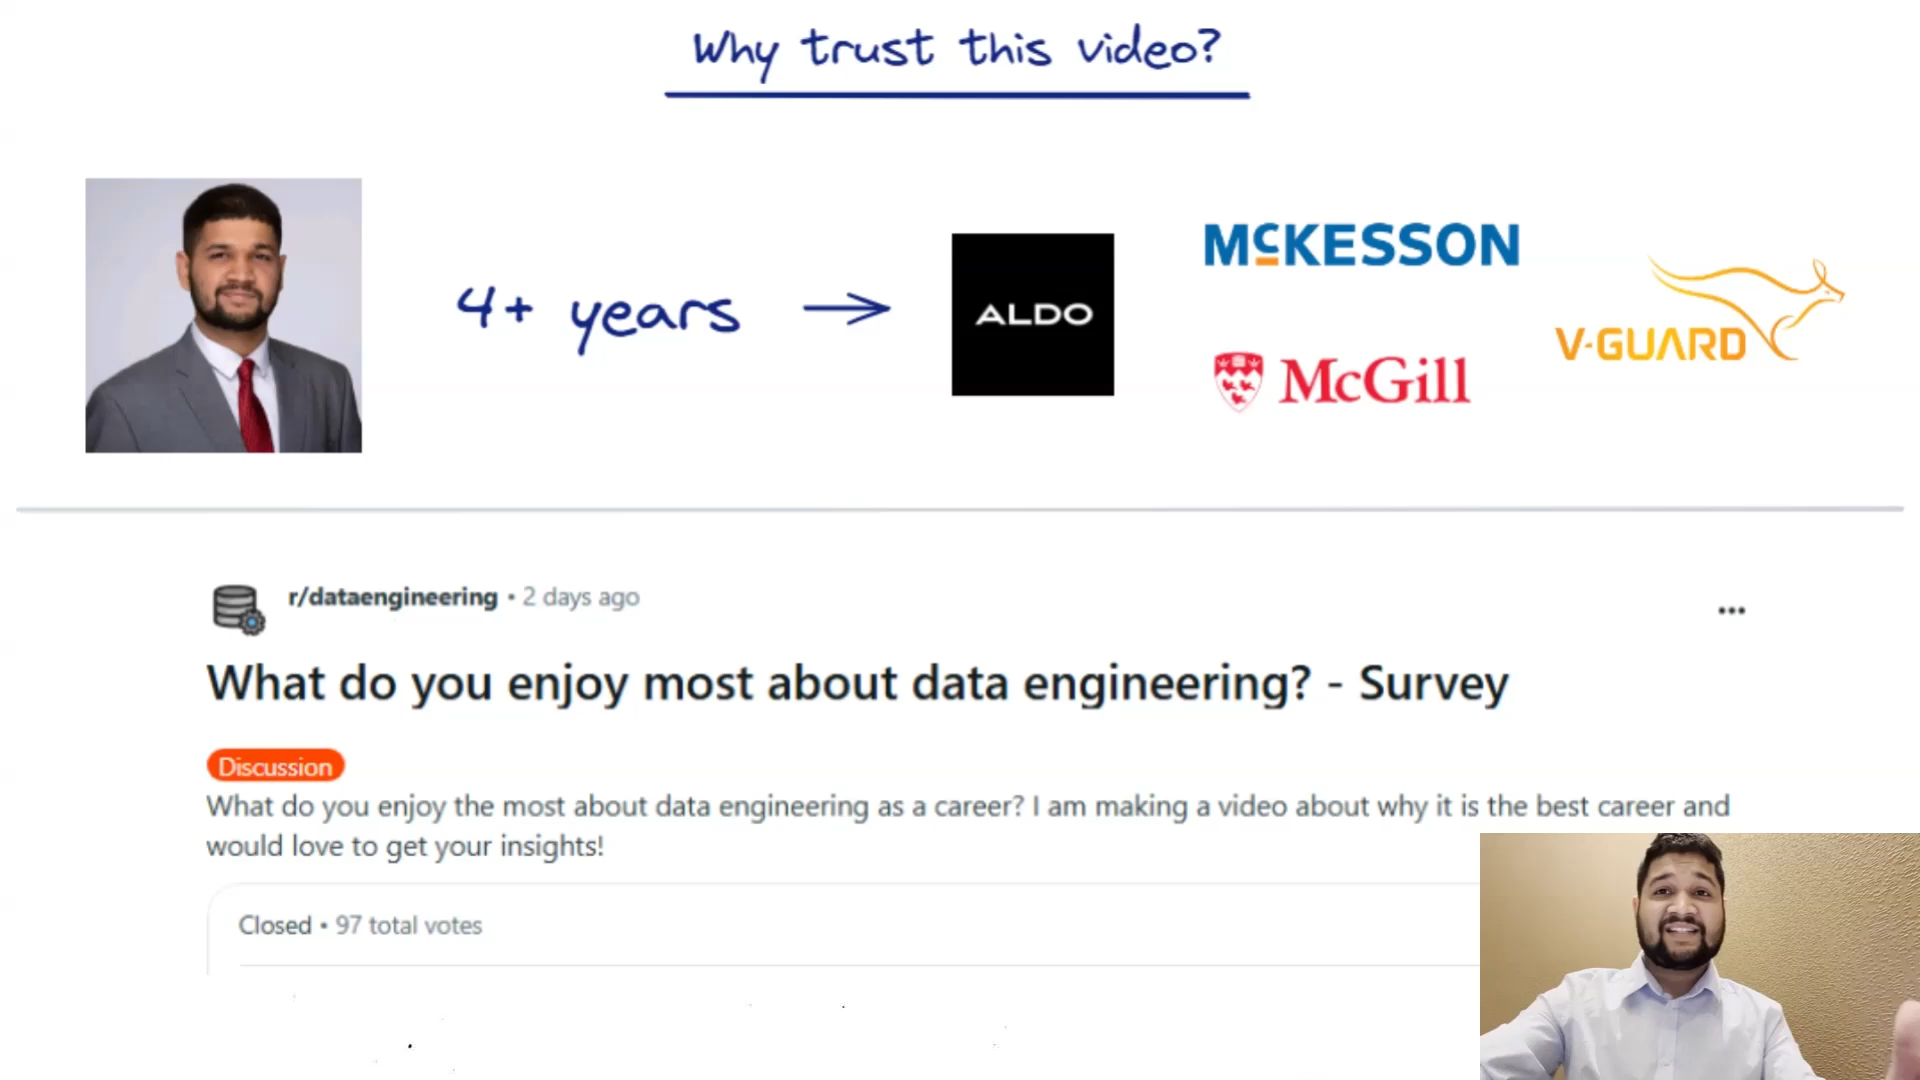 Why trust this video?
4+ years
ALDO
McKESSON
McGill
V-GUARD
r/dataengineering • 2 days ago
What do you enjoy most about data engineering? - Survey
Discussion
What do you enjoy the most about data engineering as a career? I am making a video about why it is the best career and
would love to get your insights!
Closed • 97 total votes